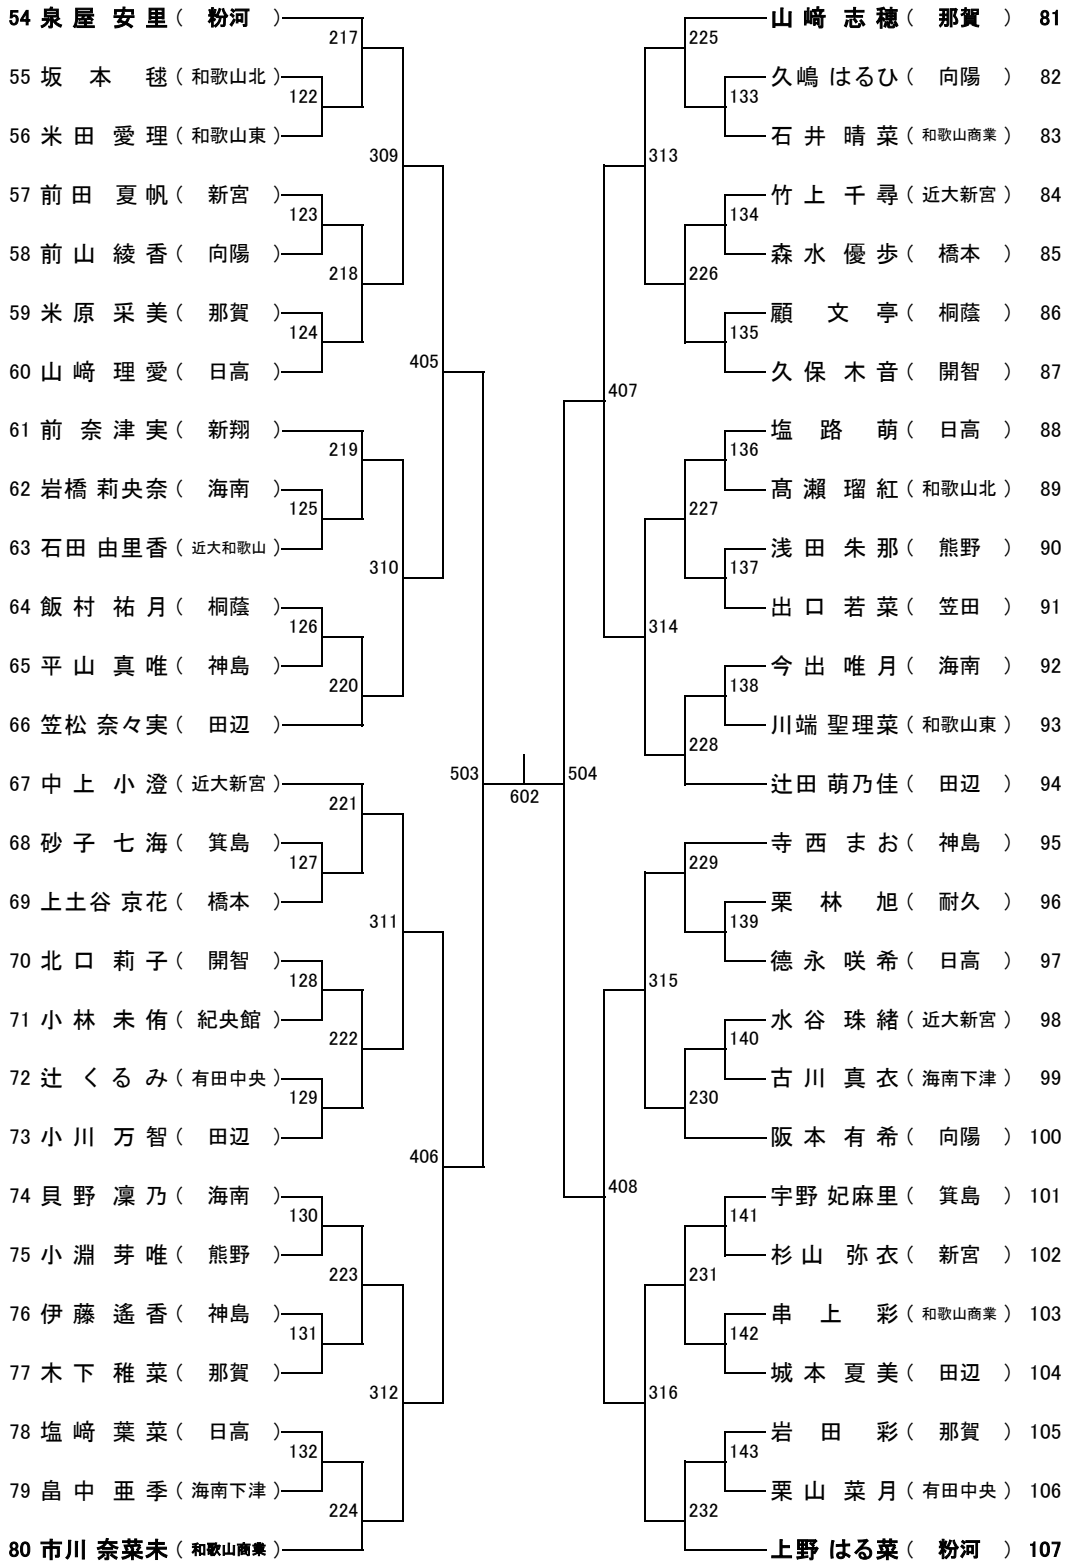 54 泉屋 安里 ( 粉河 )
217
55 坂本 毬 ( 和歌山北 )
122
56 米田 愛理 ( 和歌山東 )
309
57 前田 夏帆 ( 新宮 )
123
58 前山 綾香 ( 向陽 )
218
59 米原 采美 ( 那賀 )
124
60 山﨑 理愛 ( 日高 )
405
61 前 奈津実 ( 新翔 )
219
62 岩橋 莉央奈 ( 海南 )
125
63 石田 由里香 ( 近大和歌山 )
310
64 飯村 祐月 ( 桐蔭 )
126
65 平山 真唯 ( 神島 )
220
66 笠松 奈々実 ( 田辺 )
503
67 中上 小澄 ( 近大新宮 )
221
68 砂子 七海 ( 箕島 )
127
69 上土谷 京花 ( 橋本 )
311
70 北口 莉子 ( 開智 )
128
71 小林 未侑 ( 紀央館 )
222
72 辻 くるみ ( 有田中央 )
129
73 小川 万智 ( 田辺 )
406
74 貝野 凜乃 ( 海南 )
130
75 小淵 芽唯 ( 熊野 )
223
76 伊藤 遙香 ( 神島 )
131
77 木下 稚菜 ( 那賀 )
312
78 塩﨑 葉菜 ( 日高 )
132
79 畠中 亜季 ( 海南下津 )
224
80 市川 奈菜未 ( 和歌山商業 )
602
山﨑 志穂 ( 那賀 ) 81
225
久嶋 はるひ ( 向陽 ) 82
133
石井 晴菜 ( 和歌山商業 ) 83
313
竹上 千尋 ( 近大新宮 ) 84
134
森水 優歩 ( 橋本 ) 85
226
顧 文亭 ( 桐蔭 ) 86
135
久保 木音 ( 開智 ) 87
407
塩路 萌 ( 日高 ) 88
136
髙瀬 瑠紅 ( 和歌山北 ) 89
227
浅田 朱那 ( 熊野 ) 90
137
出口 若菜 ( 笠田 ) 91
314
今出 唯月 ( 海南 ) 92
138
川端 聖理菜 ( 和歌山東 ) 93
228
504
辻田 萌乃佳 ( 田辺 ) 94
寺西 まお ( 神島 ) 95
229
栗林 旭 ( 耐久 ) 96
139
德永 咲希 ( 日高 ) 97
315
水谷 珠緒 ( 近大新宮 ) 98
140
古川 真衣 ( 海南下津 ) 99
230
阪本 有希 ( 向陽 ) 100
408
宇野 妃麻里 ( 箕島 ) 101
141
杉山 弥衣 ( 新宮 ) 102
231
串上 彩 ( 和歌山商業 ) 103
142
城本 夏美 ( 田辺 ) 104
316
岩田 彩 ( 那賀 ) 105
143
栗山 菜月 ( 有田中央 ) 106
232
上野 はる菜 ( 粉河 ) 107